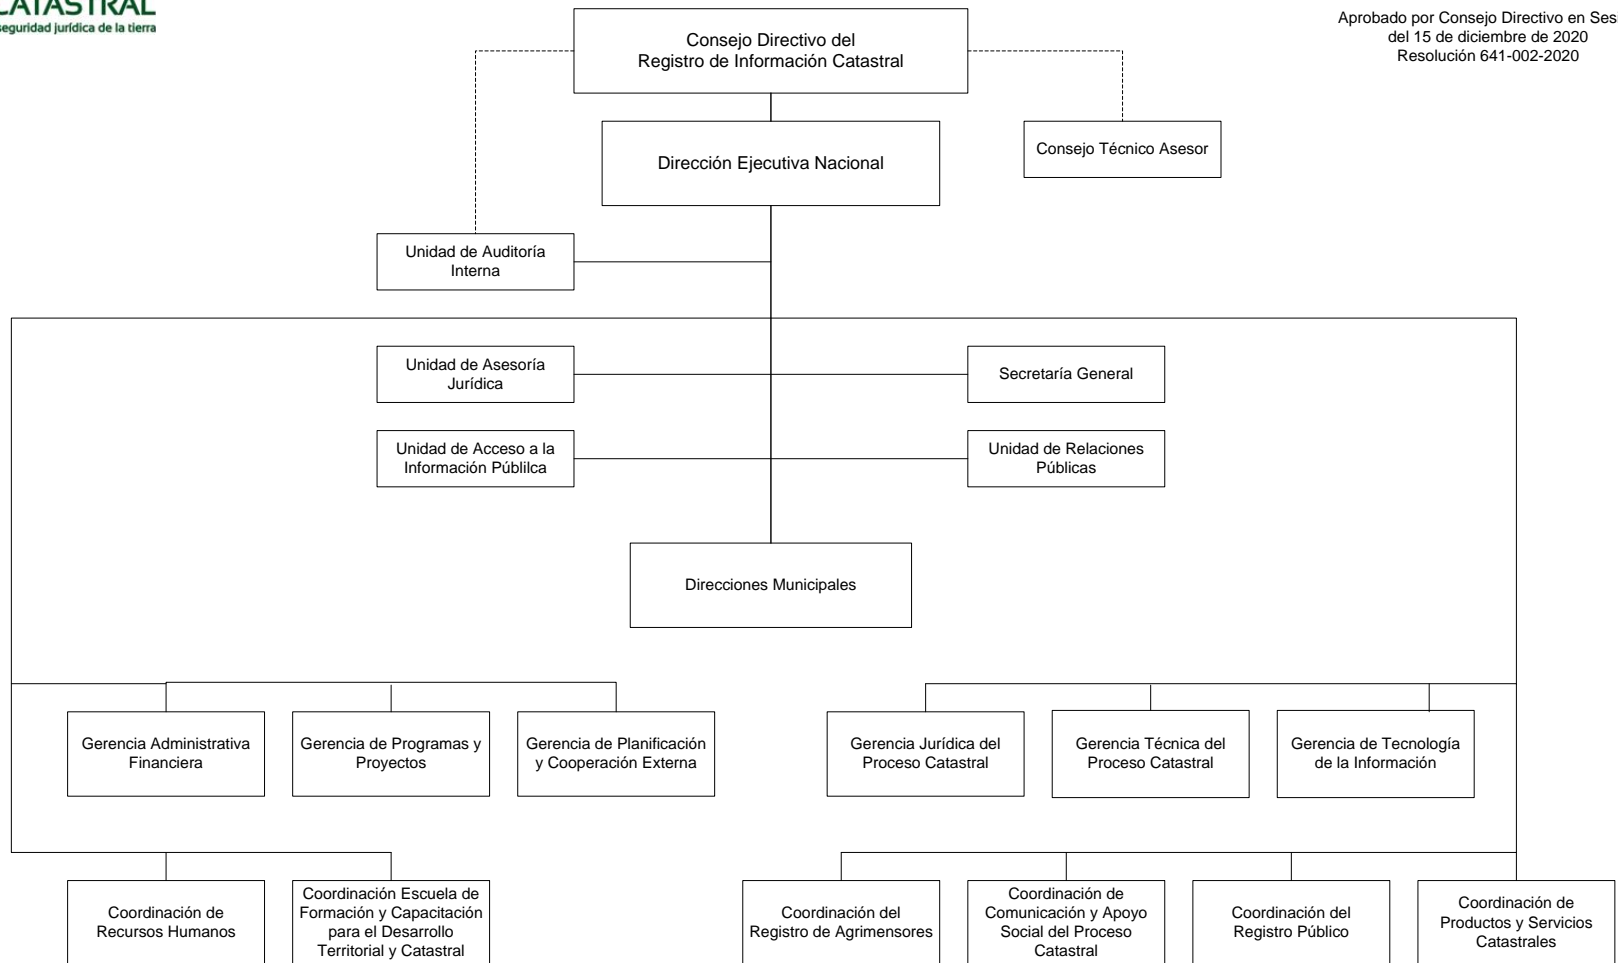 CATASTRAL
seguridad jurídica de la tierra
Aprobado por Consejo Directivo en
del 15 de diciembre de 2020
Resolución 641-002-2020
Consejo Directivo del
Registro de Información Catastral
Dirección Ejecutiva Nacional
Consejo Técnico Asesor
Unidad de Auditoría
Interna
Unidad de Asesoría
Jurídica
Secretaría General
Unidad de Acceso a la
Información Públilca
Unidad de Relaciones
Públicas
Direcciones Municipales
Gerencia Administrativa
Financiera
Gerencia de Programas y
Proyectos
Gerencia de Planificación
y Cooperación Externa
Gerencia Jurídica del
Proceso Catastral
Gerencia Técnica del
Proceso Catastral
Gerencia de Tecnología
de la Información
Coordinación de
Recursos Humanos
Coordinación Escuela de
Formación y Capacitación
para el Desarrollo
Territorial y Catastral
Coordinación del
Registro de Agrimensores
Coordinación de
Comunicación y Apoyo
Social del Proceso
Catastral
Coordinación del
Registro Público
Coordinación de
Productos y Servicios
Catastrales